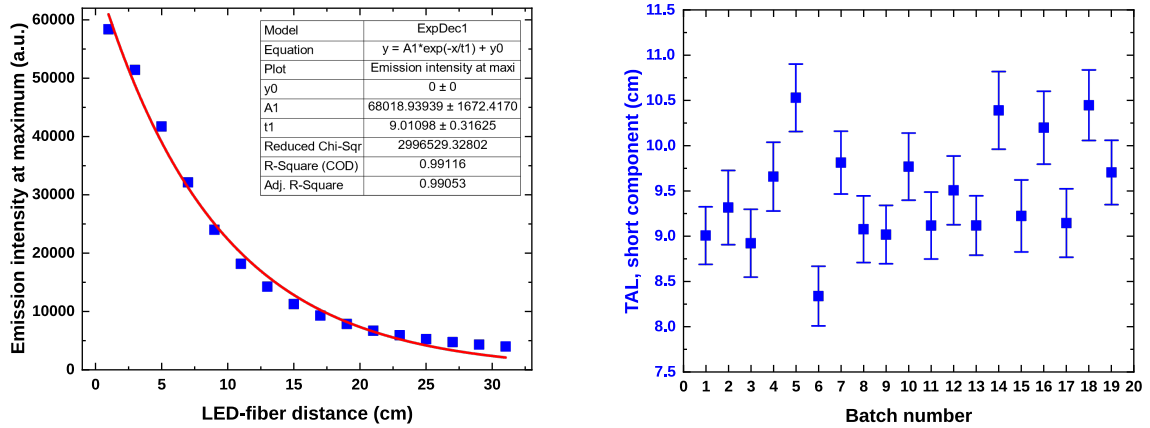 Emission intensity at maximum (a.u.)
60000
50000
40000
30000
20000
10000
0
0 5 10 15 20 25 30
LED-fiber distance (cm)
Model ExpDec1
Equation y = A1*exp(-x/t1) + y0
Plot Emission intensity at maxi
y0 0 ± 0
A1 68018.93939 ± 1672.4170
t1 9.01098 ± 0.31625
Reduced Chi-Sqr 2996529.32802
R-Square (COD) 0.99116
Adj. R-Square 0.99053
TAL, short component (cm)
11.5
11.0
10.5
10.0
9.5
9.0
8.5
8.0
7.5
0 1 2 3 4 5 6 7 8 9 10 11 12 13 14 15 16 17 18 19 20
Batch number